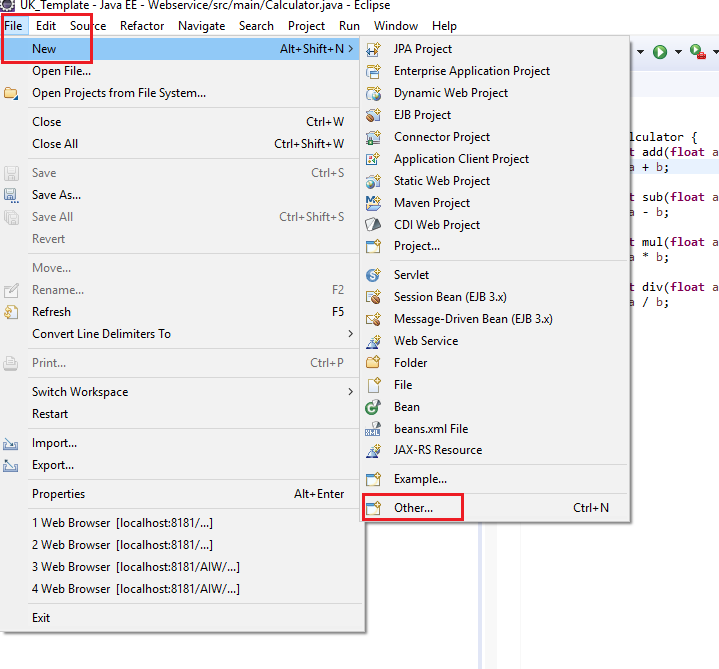 UK_Template - Java EE - Webservice/src/main/Calculator.java - Eclipse
File Edit Source Refactor Navigate Search Project Run Window Help
New Alt+Shift+N
Open File...
Open Projects from File System...
Close Ctrl+W
Close All Ctrl+Shift+W
Save Ctrl+S
Save As...
Save All Ctrl+Shift+S
Revert
Move...
Rename... F2
Refresh F5
Convert Line Delimiters To
Print... Ctrl+P
Switch Workspace
Restart
Import...
Export...
Properties Alt+Enter
1 Web Browser [localhost:8181/...]
2 Web Browser [localhost:8181/...]
3 Web Browser [localhost:8181/AIW/...]
4 Web Browser [localhost:8181/AIW/...]
Exit
JPA Project
Enterprise Application Project
Dynamic Web Project
EJB Project
Connector Project
Application Client Project
Static Web Project
Maven Project
CDI Web Project
Project...
Servlet
Session Bean (EJB 3.x)
Message-Driven Bean (EJB 3.x)
Web Service
Folder
File
Bean
beans.xml File
JAX-RS Resource
Example...
Other... Ctrl+N
lculator {
t add(float a
a + b;
t sub(float a
a - b;
t mul(float a
a * b;
t div(float a
a / b;